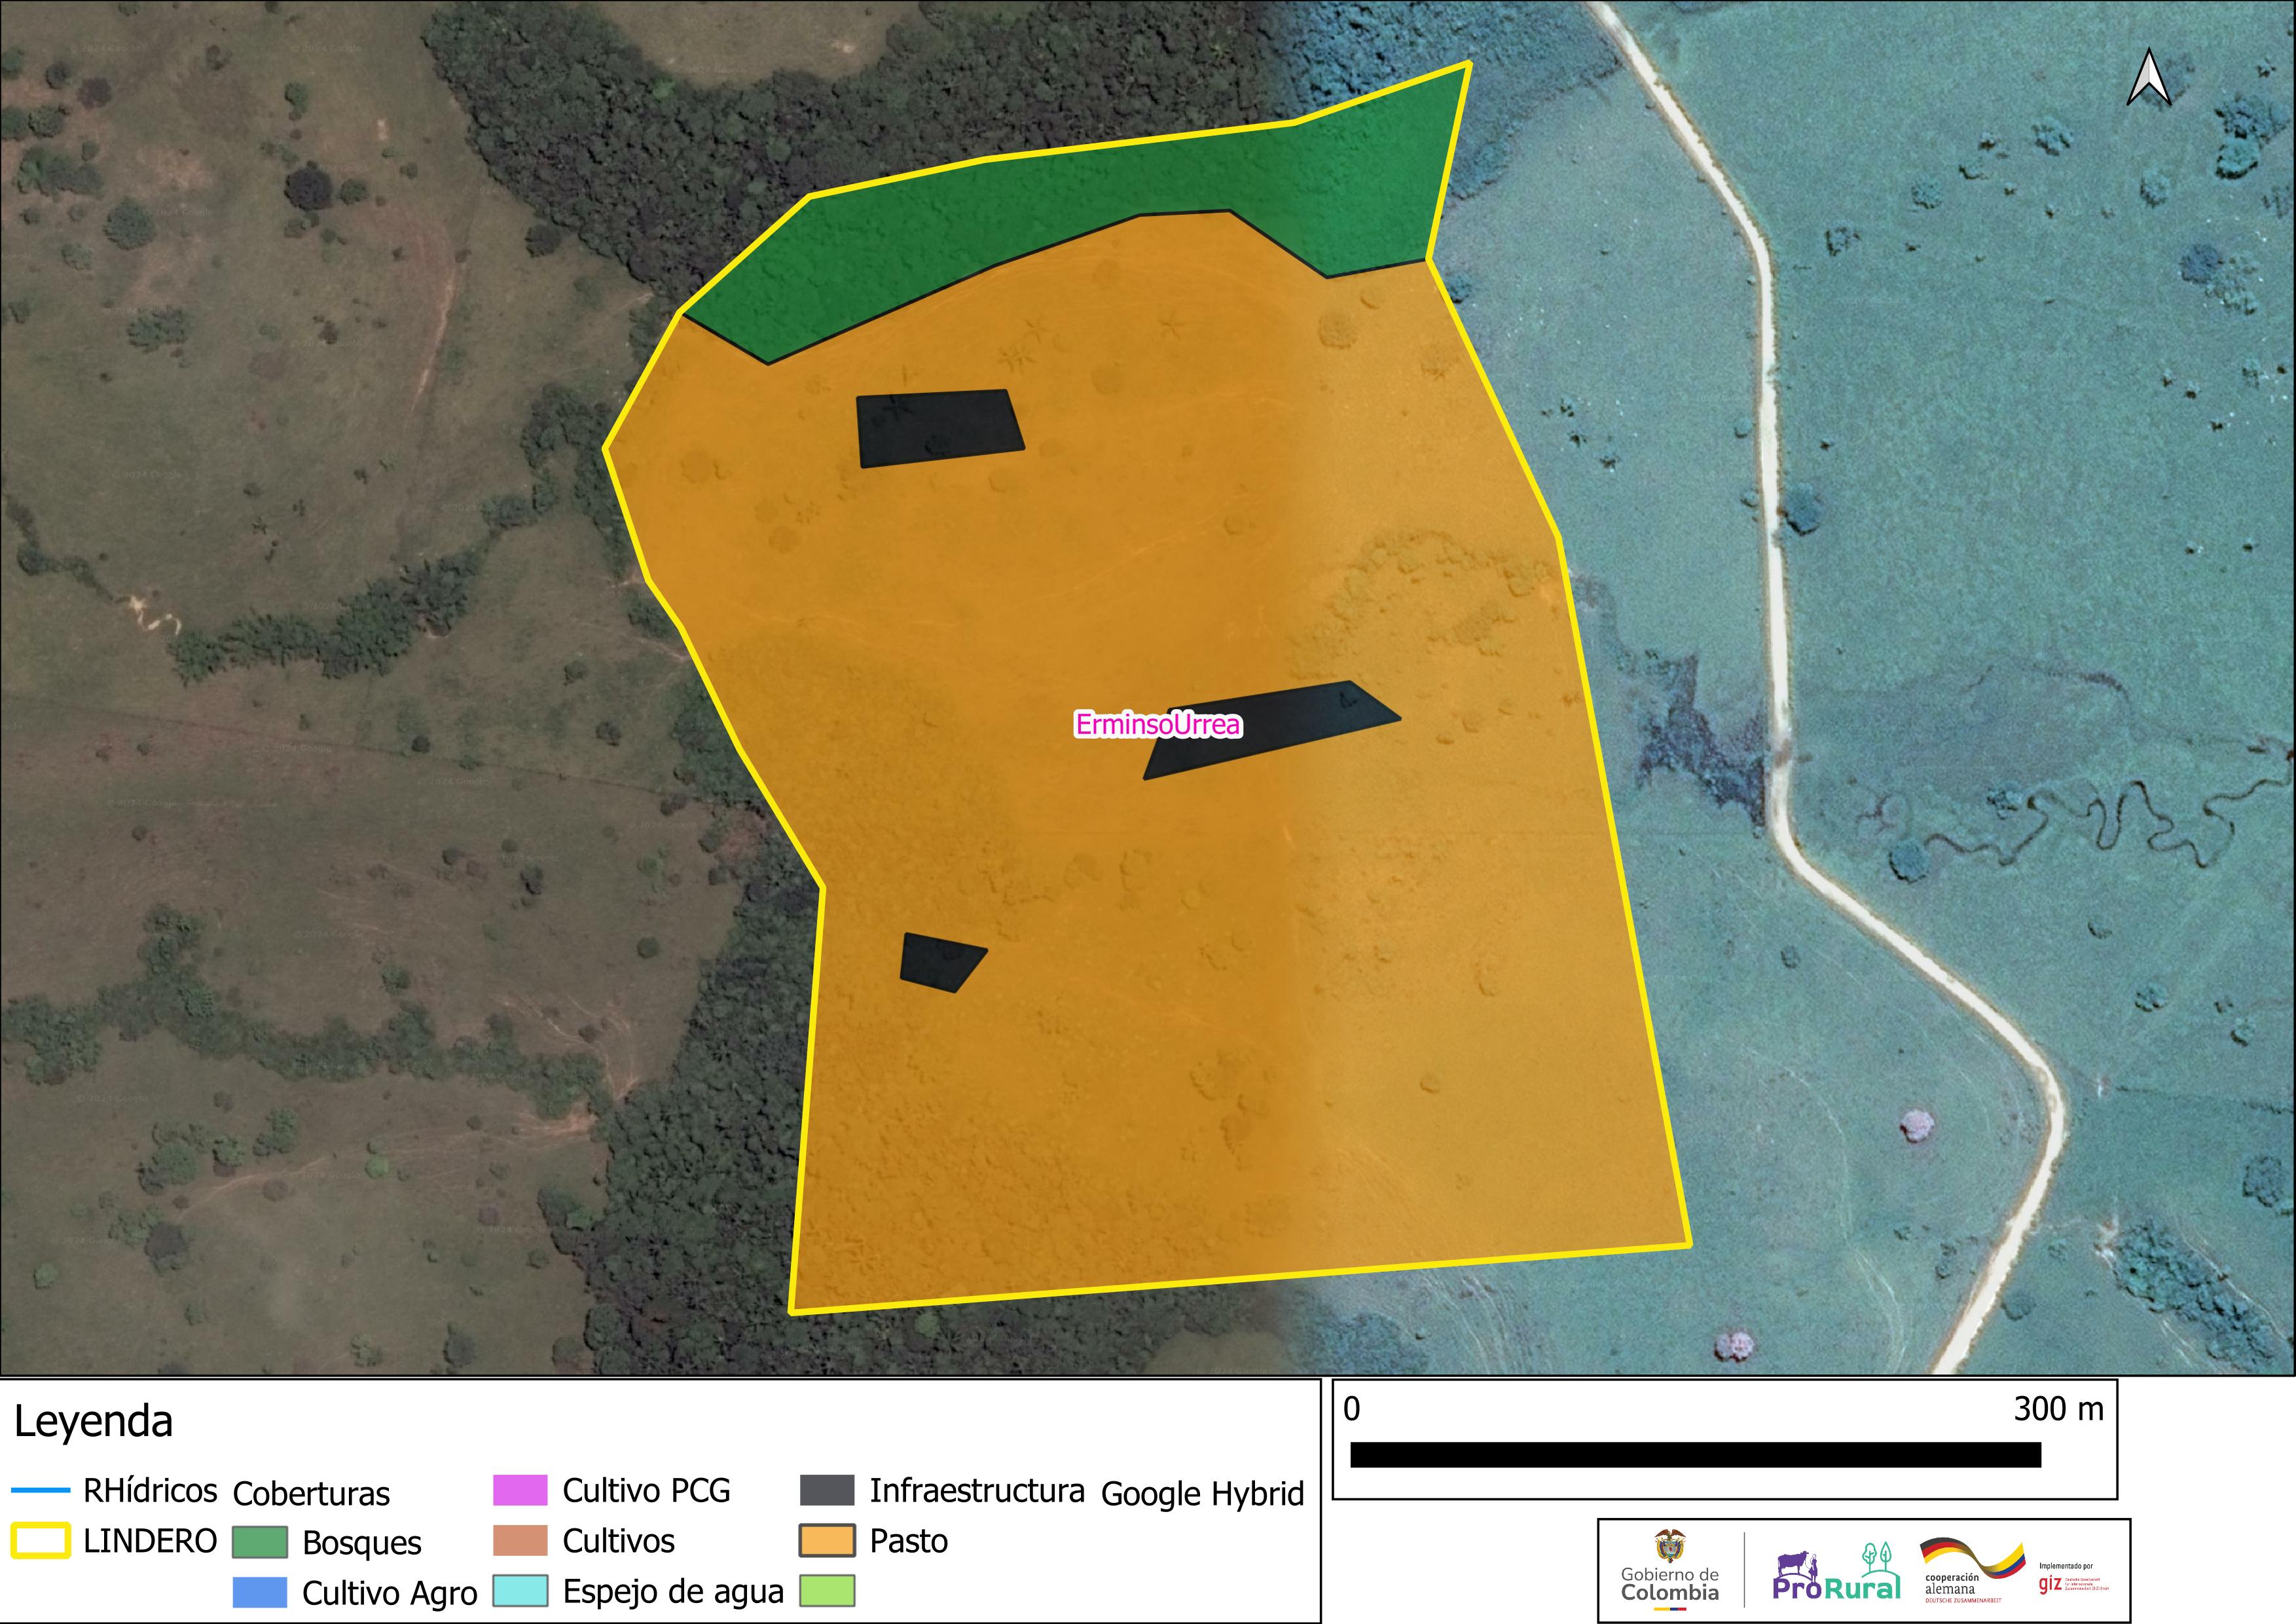 ErminsoUrrea
Leyenda
RHídricos
LINDERO
Coberturas
Bosques
Cultivo Agro
Cultivo PCG
Cultivos
Espejo de agua
Infraestructura
Pasto
Google Hybrid
0 300 m
Gobierno de
Colombia
ProRural
cooperación
alemana
DEUTSCHE ZUSAMMENARBEIT
Implementado por
giz